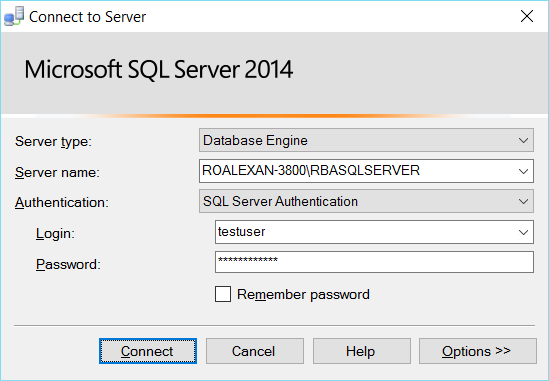 Connect to Server
Microsoft SQL Server 2014
Server type: Database Engine
Server name: ROALEXAN-3800\RBASQLSERVER
Authentication: SQL Server Authentication
Login: testuser
Password: ************
Remember password
Connect Cancel Help Options >>